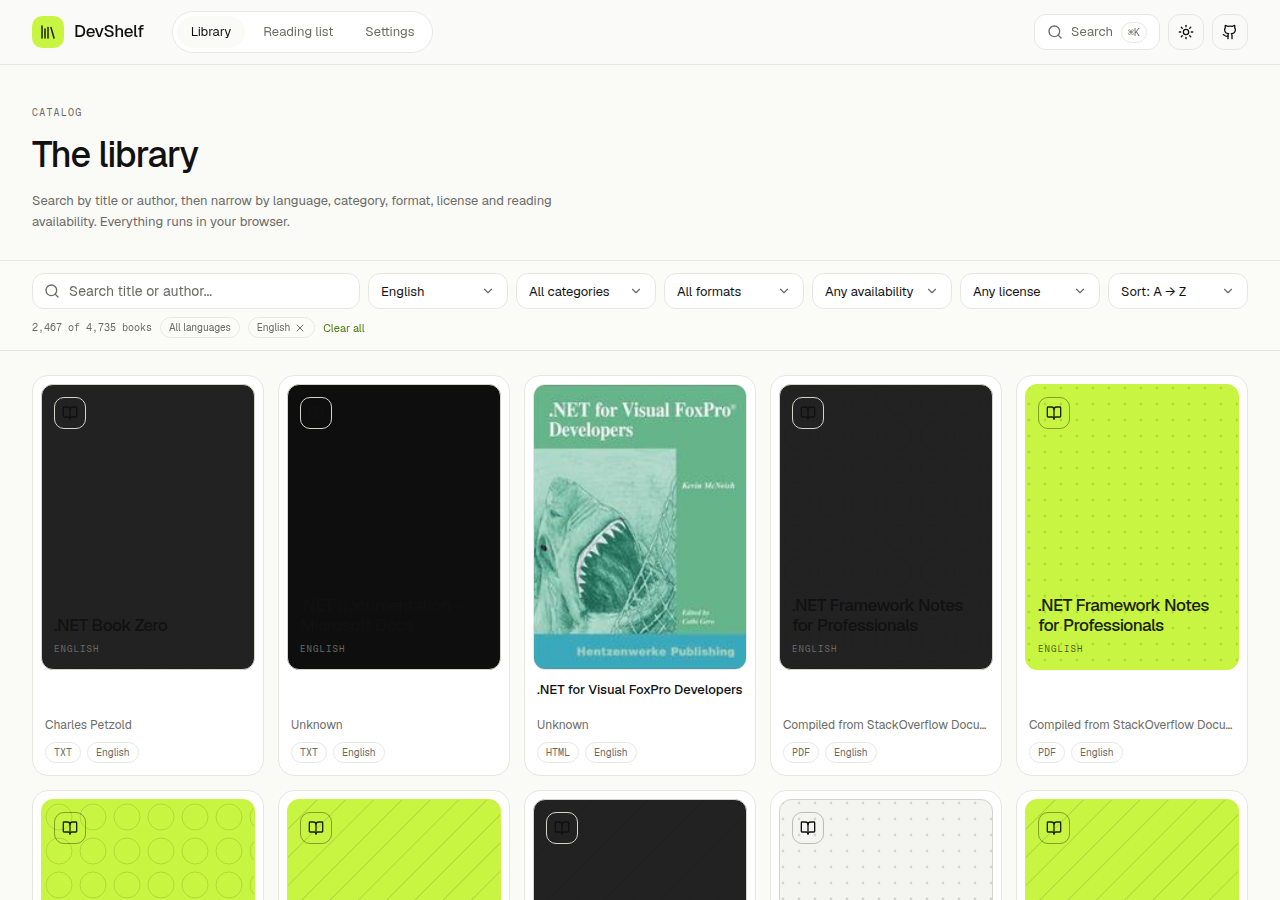 DevShelf
Library
Reading list
Settings
Search
⌘K
CATALOG
The library
Search by title or author, then narrow by language, category, format, license and reading
availability. Everything runs in your browser.
Search title or author...
English
All categories
All formats
Any availability
Any license
Sort: A → Z
2,467 of 4,735 books
All languages
English
Clear all
.NET Book Zero
ENGLISH
Charles Petzold
TXT
English
ENGLISH
Unknown
TXT
English
.NET for Visual FoxPro®
Developers
Kevin McNeish
Edited by
Cathi Gero
Hentzenwerke Publishing
.NET for Visual FoxPro Developers
Unknown
HTML
English
.NET Framework Notes
for Professionals
ENGLISH
Compiled from StackOverflow Docu...
PDF
English
.NET Framework Notes
for Professionals
ENGLISH
Compiled from StackOverflow Docu...
PDF
English